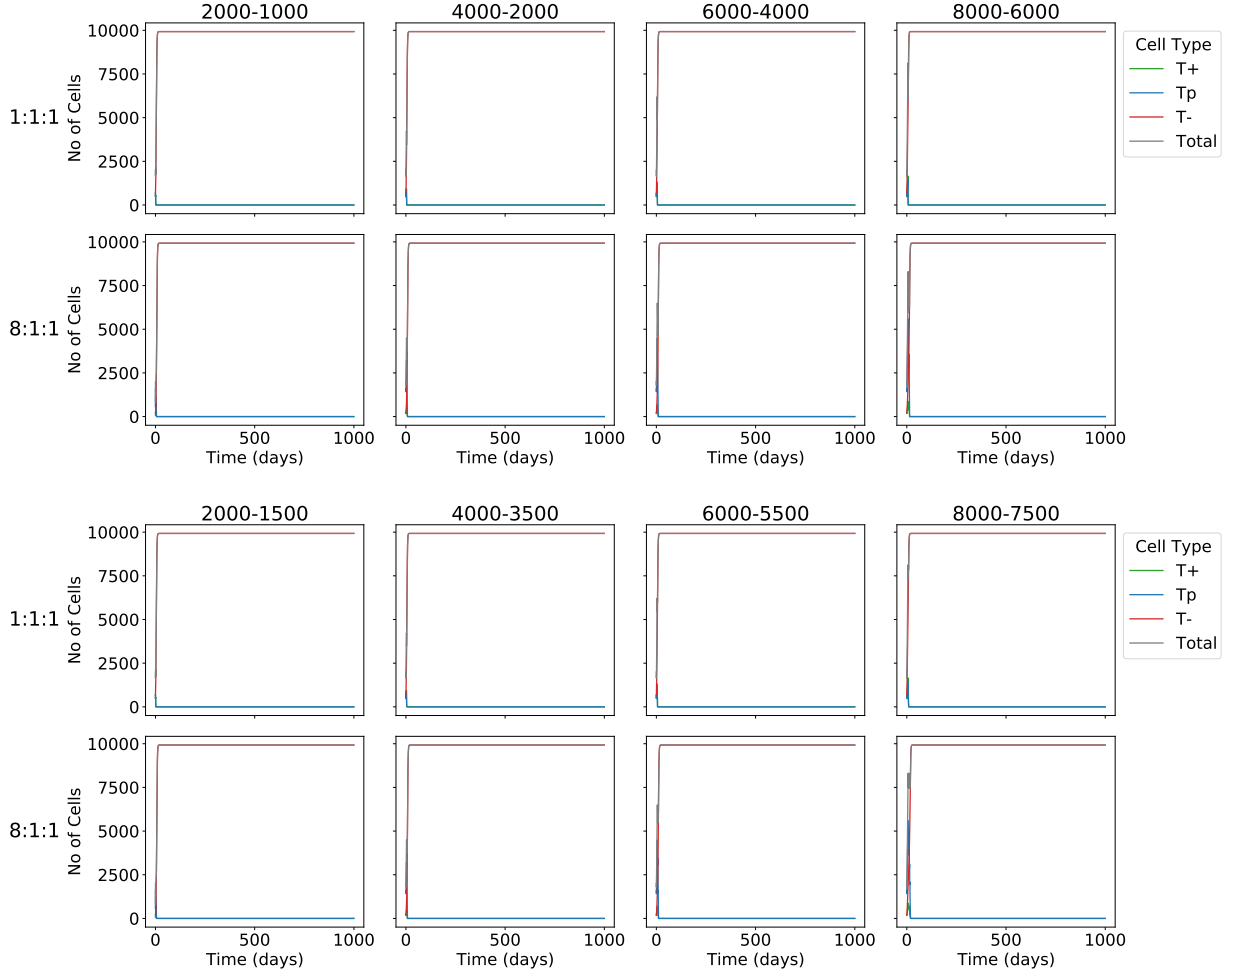 2000-1000 4000-2000 6000-4000 8000-6000
1:1:1
No of Cells
10000
7500
5000
2500
0
Cell Type
T+
Tp
T-
Total
8:1:1
No of Cells
10000
7500
5000
2500
0
0 500 1000 0 500 1000 0 500 1000 0 500 1000
Time (days) Time (days) Time (days) Time (days)
2000-1500 4000-3500 6000-5500 8000-7500
1:1:1
No of Cells
10000
7500
5000
2500
0
Cell Type
T+
Tp
T-
Total
8:1:1
No of Cells
10000
7500
5000
2500
0
0 500 1000 0 500 1000 0 500 1000 0 500 1000
Time (days) Time (days) Time (days) Time (days)